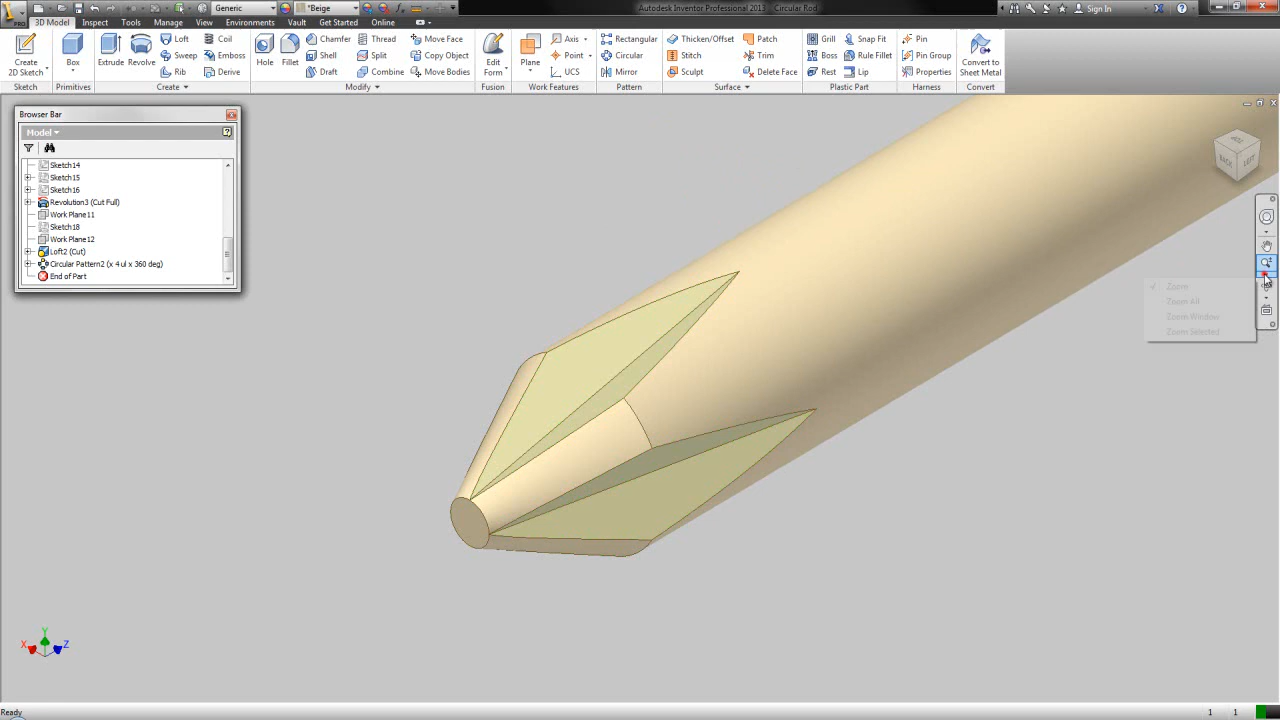 Generic
*Beige
Autodesk Inventor Professional 2013
Circular Rod
Sign In
PRO
3D Model
Inspect
Tools
Manage
View
Environments
Vault
Get Started
Online
Create
2D Sketch
Box
Extrude
Revolve
Loft
Sweep
Rib
Coil
Emboss
Derive
Hole
Fillet
Chamfer
Shell
Draft
Thread
Split
Combine
Move Face
Copy Object
Move Bodies
Edit
Form
Plane
Axis
Point
UCS
Rectangular
Circular
Mirror
Thicken/Offset
Stitch
Sculpt
Patch
Trim
Delete Face
Grill
Boss
Rest
Snap Fit
Rule Fillet
Lip
Pin
Pin Group
Properties
Convert to
Sheet Metal
Sketch
Primitives
Create
Modify
Fusion
Work Features
Pattern
Surface
Plastic Part
Harness
Convert
Browser Bar
Model
Sketch14
Sketch15
Sketch16
Revolution3 (Cut Full)
Work Plane11
Sketch18
Work Plane12
Loft2 (Cut)
Circular Pattern2 (x 4 ul x 360 deg)
End of Part
TOP
BACK
LEFT
Zoom
Zoom All
Zoom Window
Zoom Selected
Y
X
Z
Ready
1
1